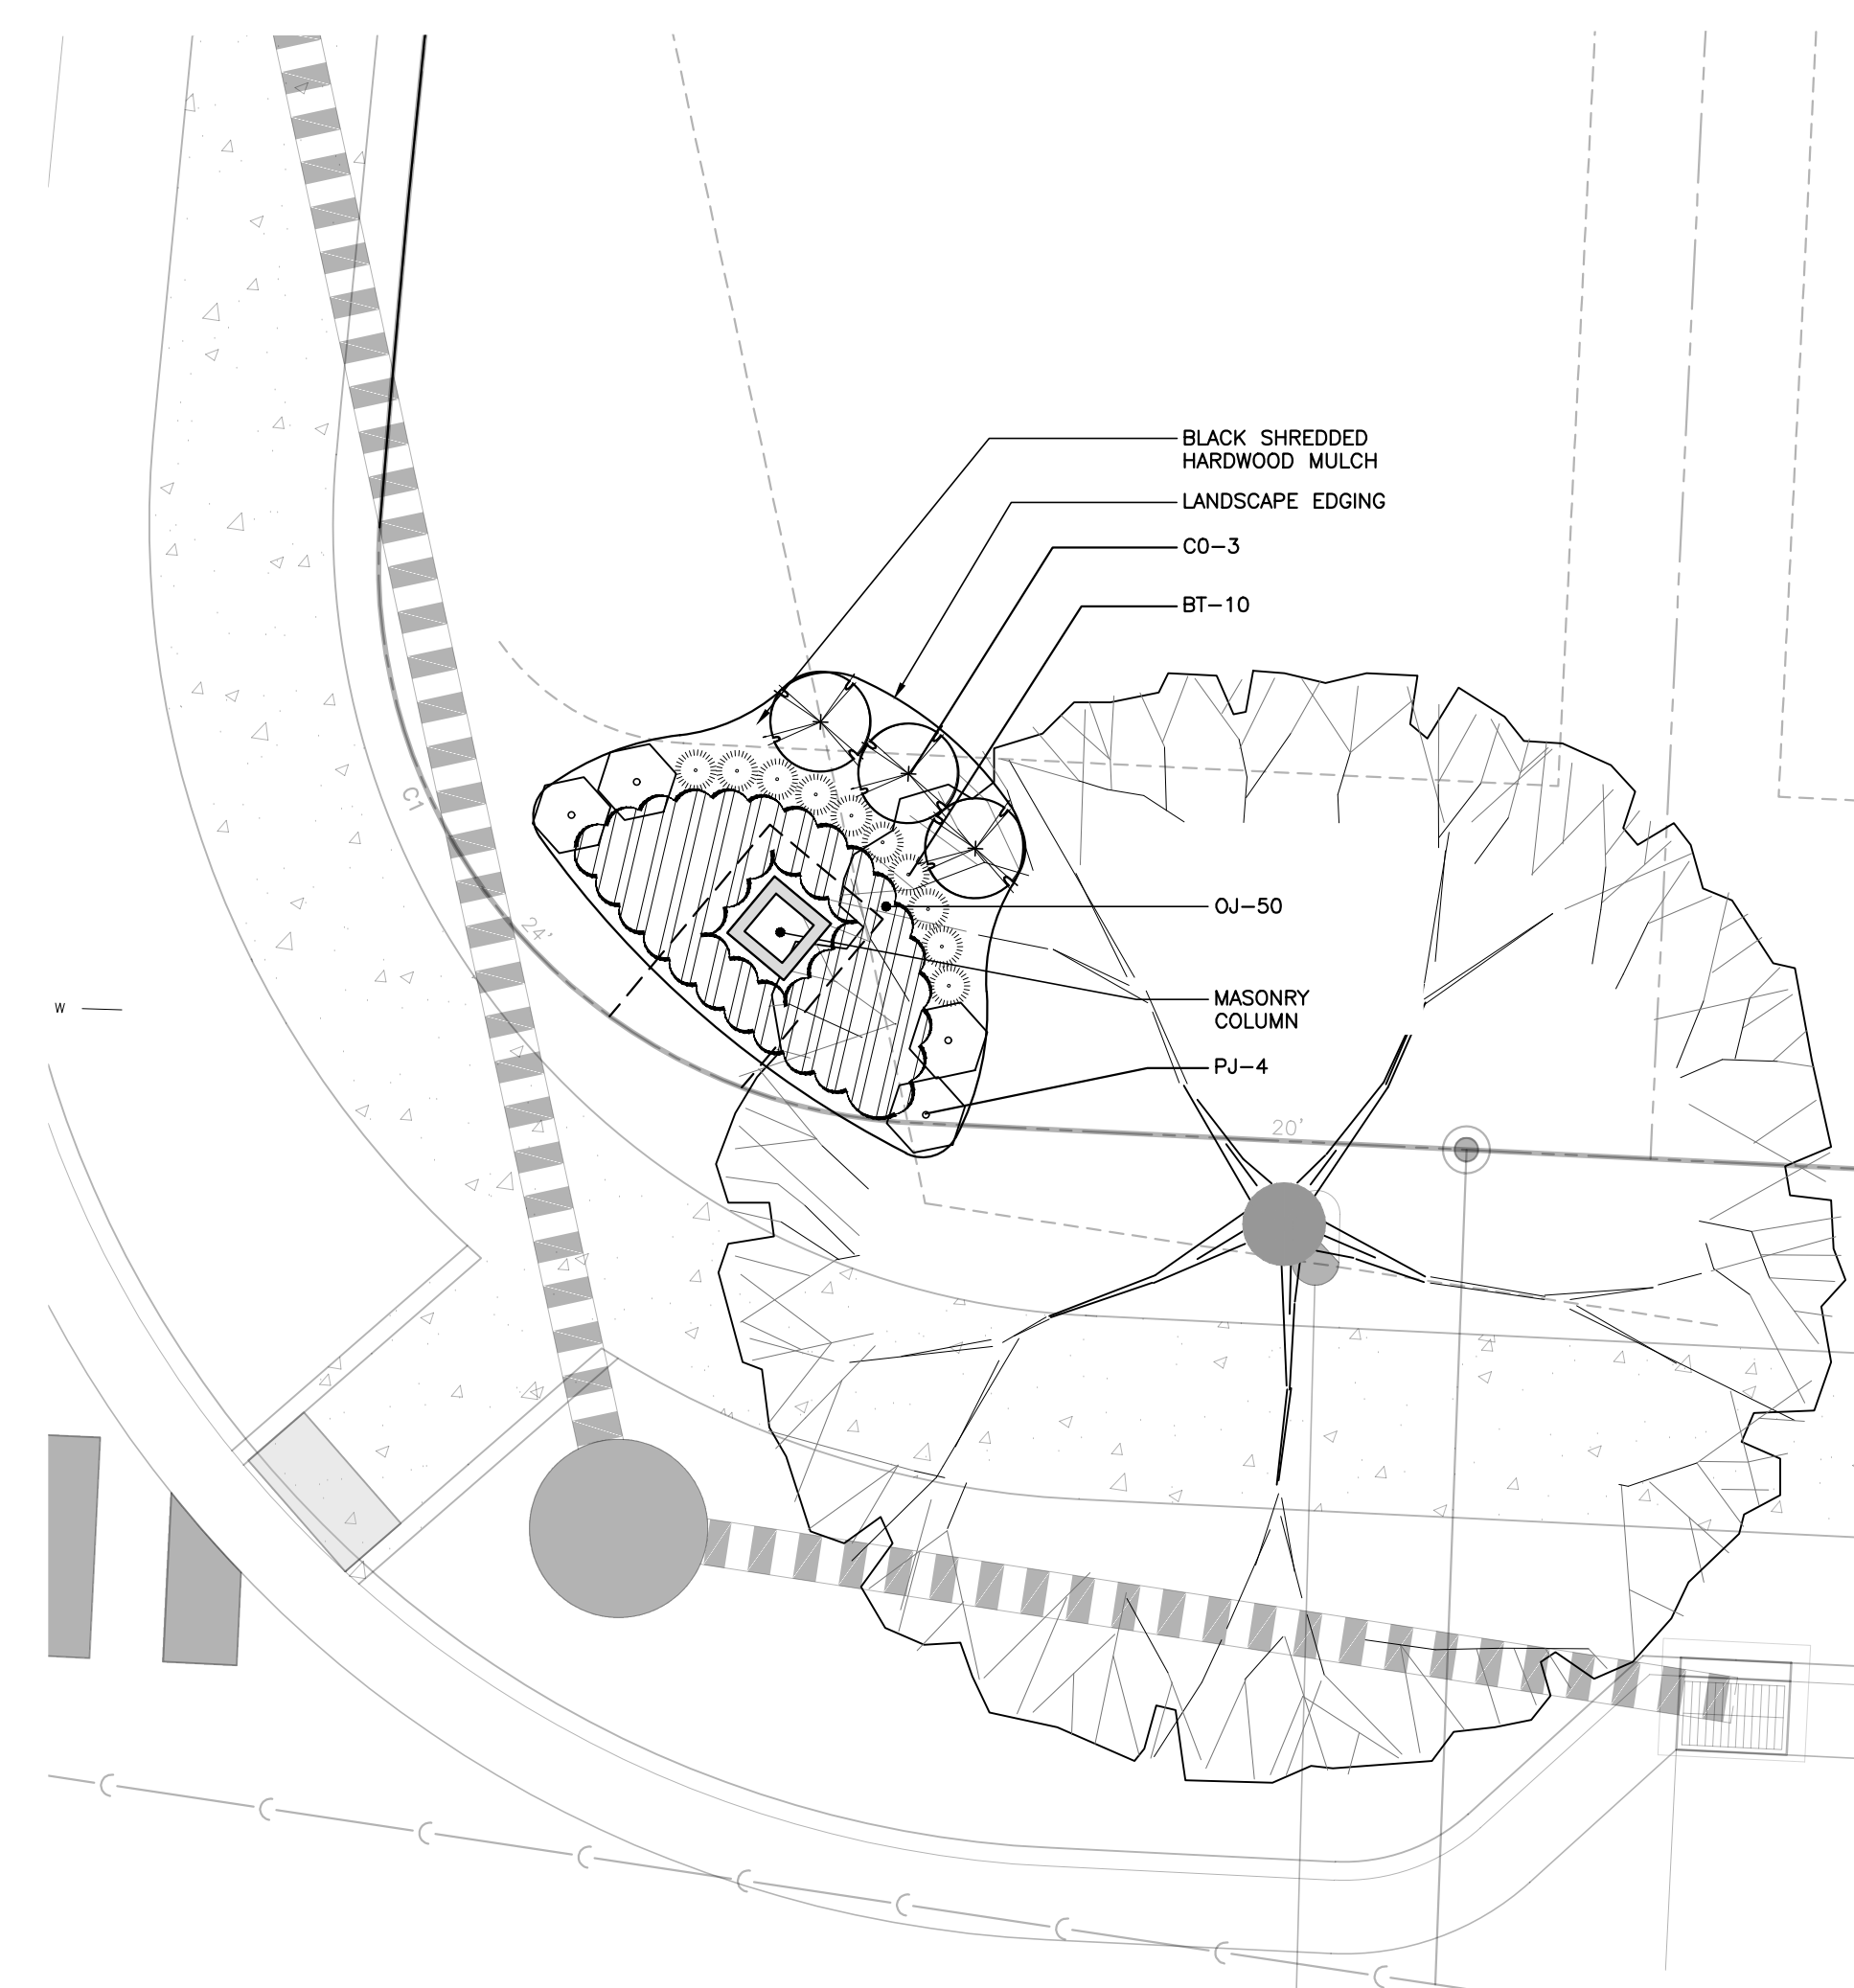 BLACK SHREDDED
HARDWOOD MULCH
LANDSCAPE EDGING
CO-3
BT-10
C1
OJ-50
24'
MASONRY
COLUMN
W
PJ-4
20'